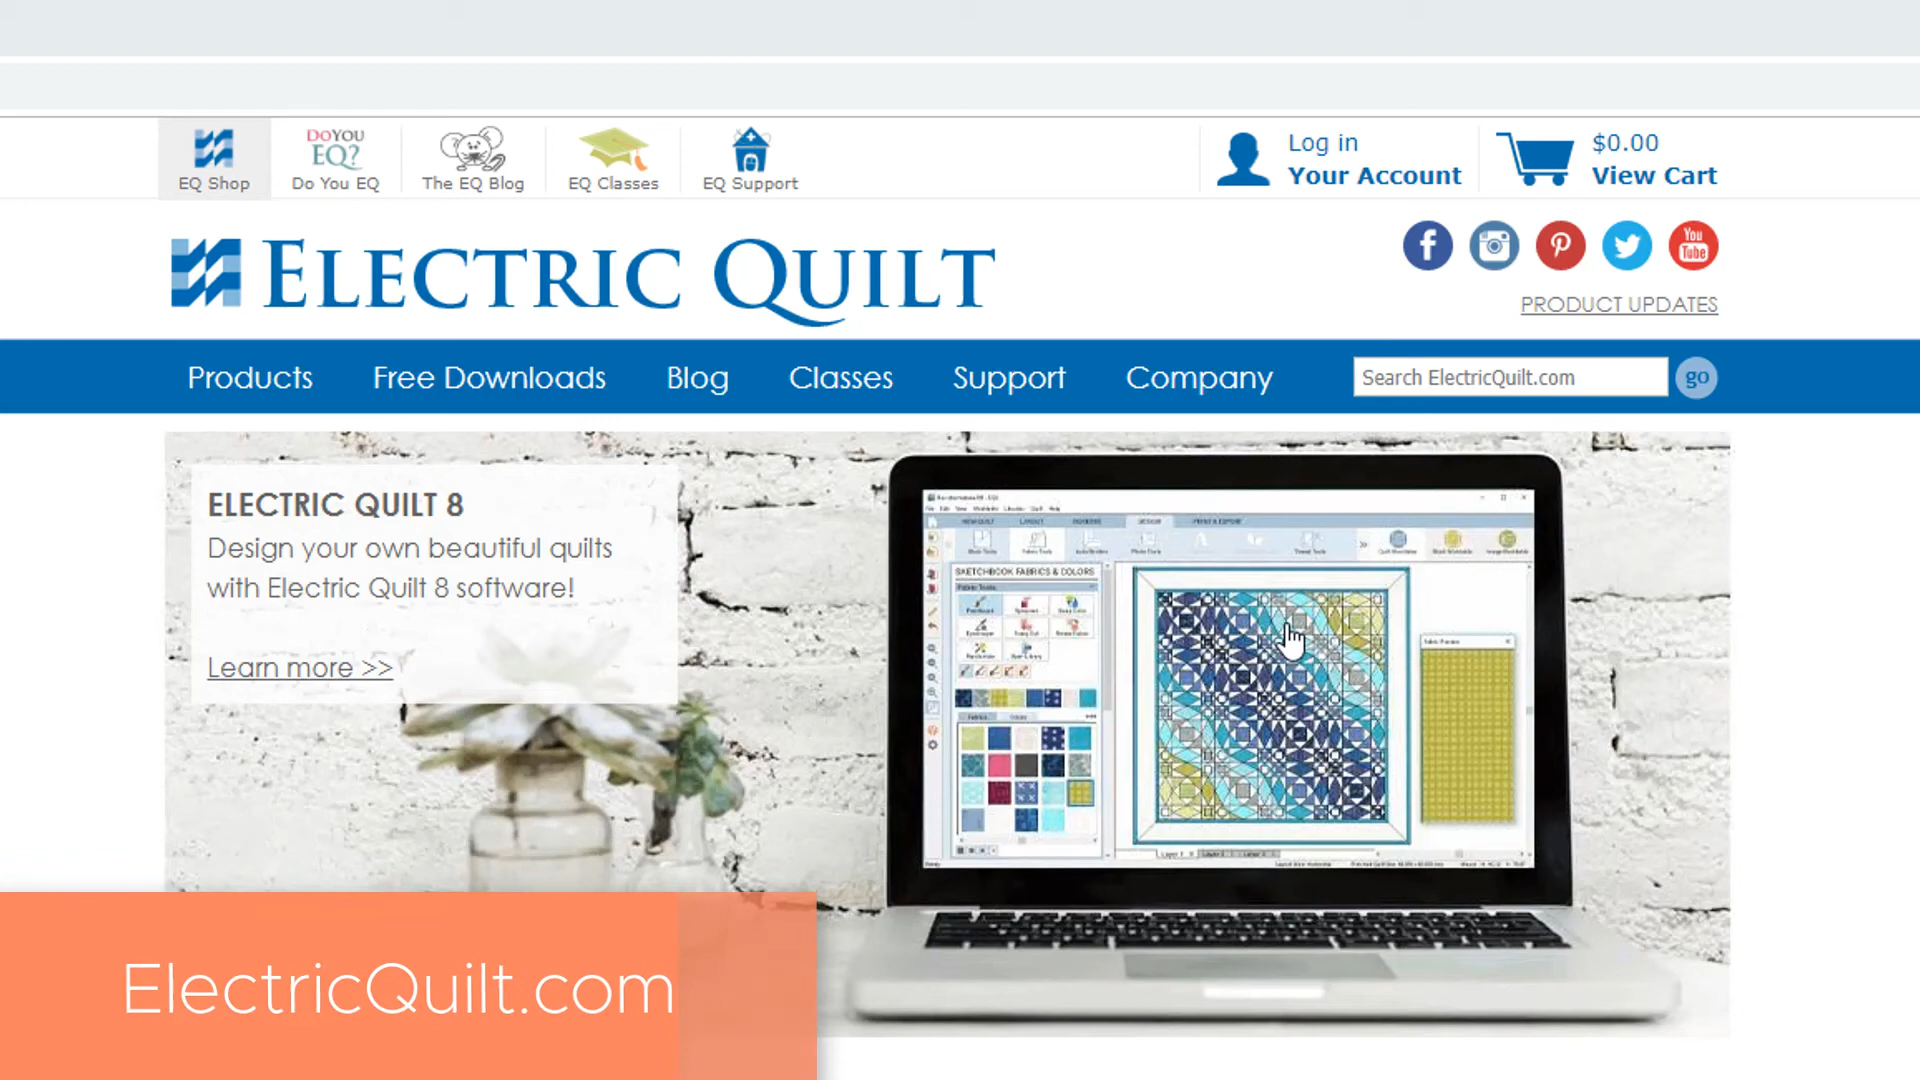 EQ Shop
DOYOU
EQ?
Do You EQ
The EQ Blog
EQ Classes
EQ Support
Log in
Your Account
$0.00
View Cart
ELECTRIC QUILT
You
Tube
PRODUCT UPDATES
Products
Free Downloads
Blog
Classes
Support
Company
Search ElectricQuilt.com
go
ELECTRIC QUILT 8
Design your own beautiful quilts
with Electric Quilt 8 software!
Learn more >>
SKETCHBOOK FABRICS & COLORS
ElectricQuilt.com